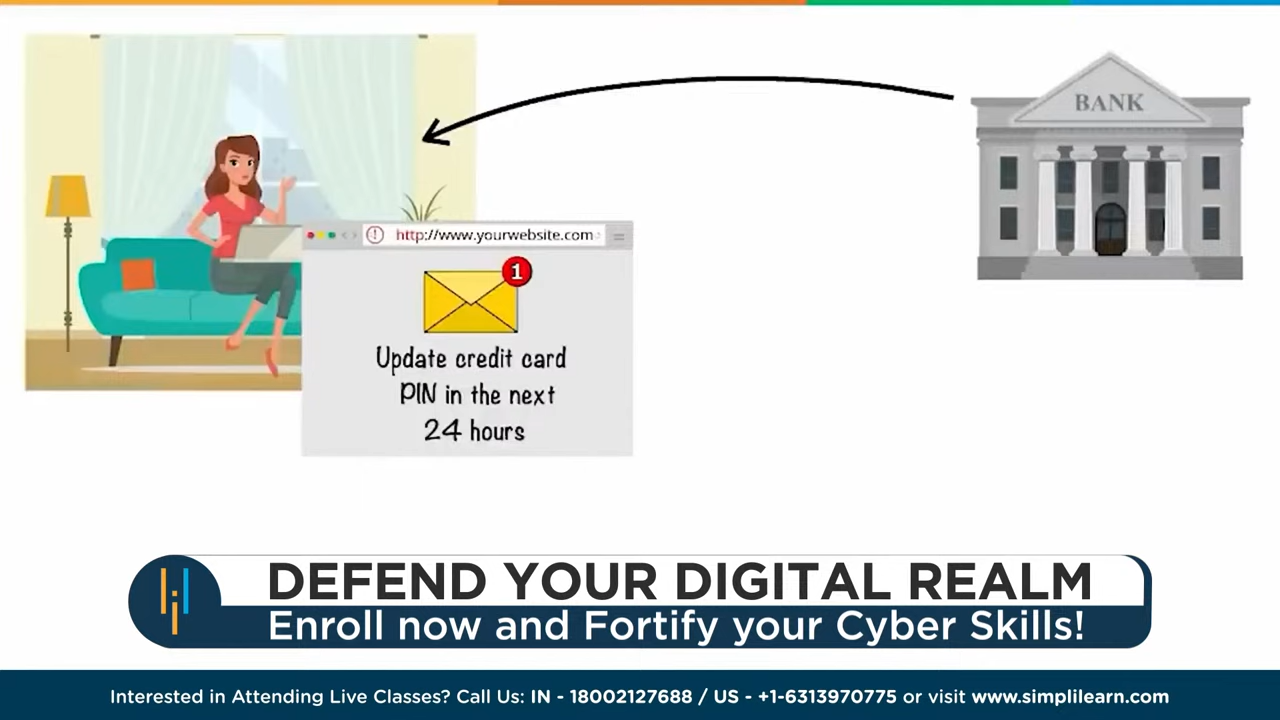 BANK
http://www.yourwebsite.com
1
Update credit card
PIN in the next
24 hours
DEFEND YOUR DIGITAL REALM
Enroll now and Fortify your Cyber Skills!
Interested in Attending Live Classes? Call Us: IN - 18002127688 / US - +1-6313970775 or visit www.simplilearn.com